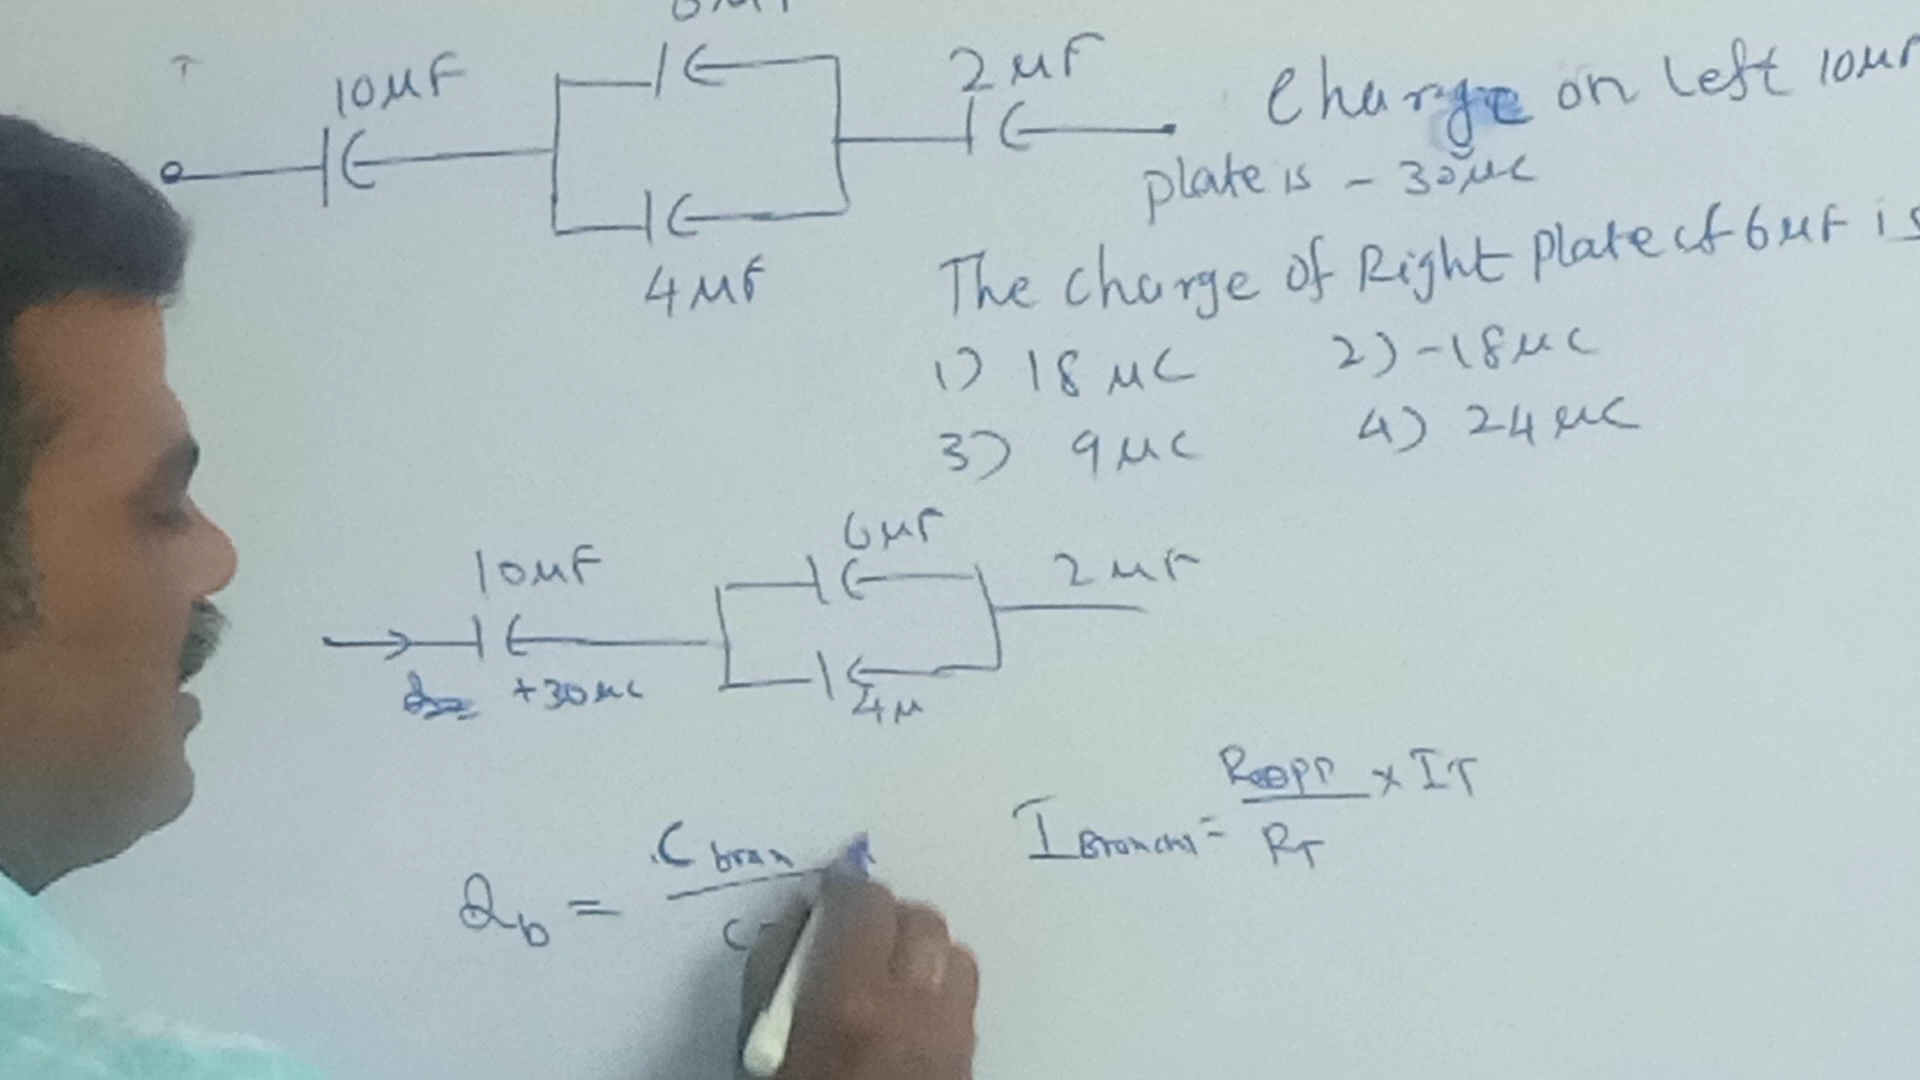 10μF
2μF
4μF
Charge on left 10μF
plate is - 30μC
The charge of Right Plate of 6μF is
1) 18μC 2) -18μC
3) 9μC 4) 24μC
10μF
6μF
2μF
+30μC
4μ
Qb = Cbran
I Branch = Ropp × IT
RT